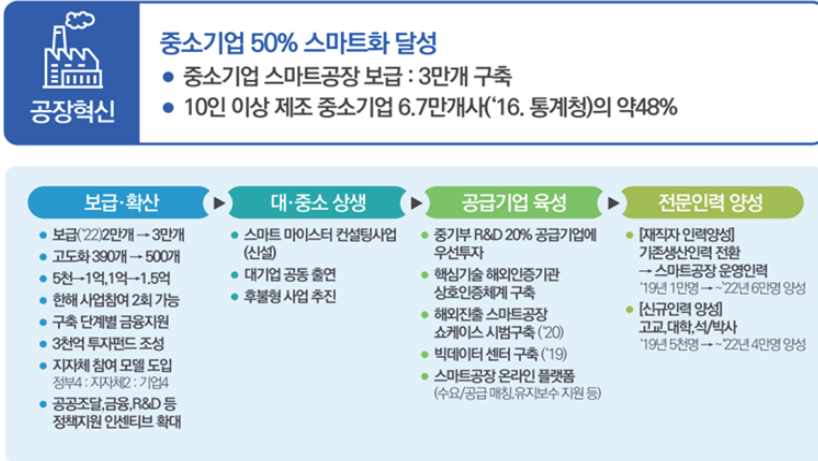 공장혁신
중소기업 50% 스마트화 달성
● 중소기업 스마트공장 보급 : 3만개 구축
● 10인 이상 제조 중소기업 6.7만개사(‘16. 통계청)의 약48%
보급·확산
● 보급(’22)2만개 → 3만개
● 고도화 390개 → 500개
● 5천→1억,1억→1.5억
● 한해 사업참여 2회 가능
● 구축 단계별 금융지원
● 3천억 투자펀드 조성
● 지자체 참여 모델 도입
정부4 : 지자체2 : 기업4
● 공공조달,금융,R&D 등
정책지원 인센티브 확대
대·중소 상생
● 스마트 마이스터 컨설팅사업
(신설)
● 대기업 공동 출연
● 후불형 사업 추진
공급기업 육성
● 중기부 R&D 20% 공급기업에
우선투자
● 핵심기술 해외인증기관
상호인증체계 구축
● 해외진출 스마트공장
쇼케이스 시범구축 (‘20)
● 빅데이터 센터 구축 (‘19)
● 스마트공장 온라인 플랫폼
(수요/공급 매칭,유지보수 지원 등)
전문인력 양성
● [재직자 인력양성]
기존생산인력 전환
→ 스마트공장 운영인력
‘19년 1만명 → ~‘22년 6만명 양성
● [신규인력 양성]
고교,대학,석/박사
‘19년 5천명 → ~‘22년 4만명 양성